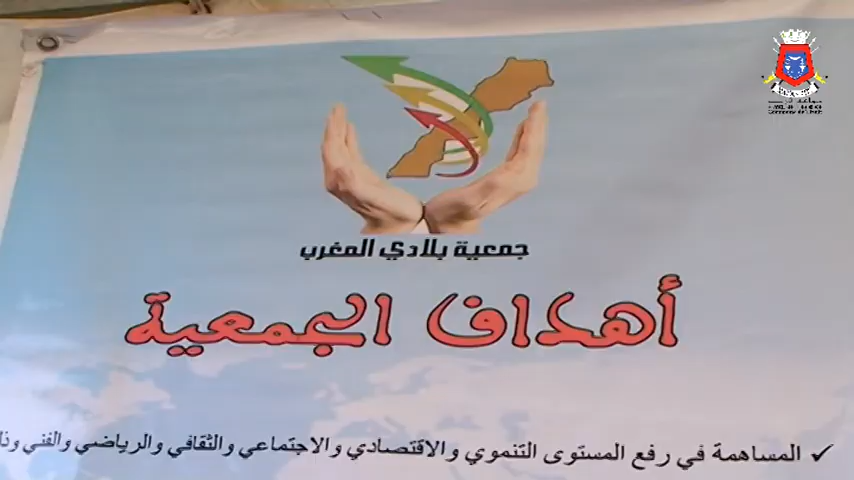 جمعية بلادي المغرب
أهداف الجمعية
✓ المساهمة في رفع المستوى التنموي والاقتصادي والاجتماعي والثقافي والرياضي والفني